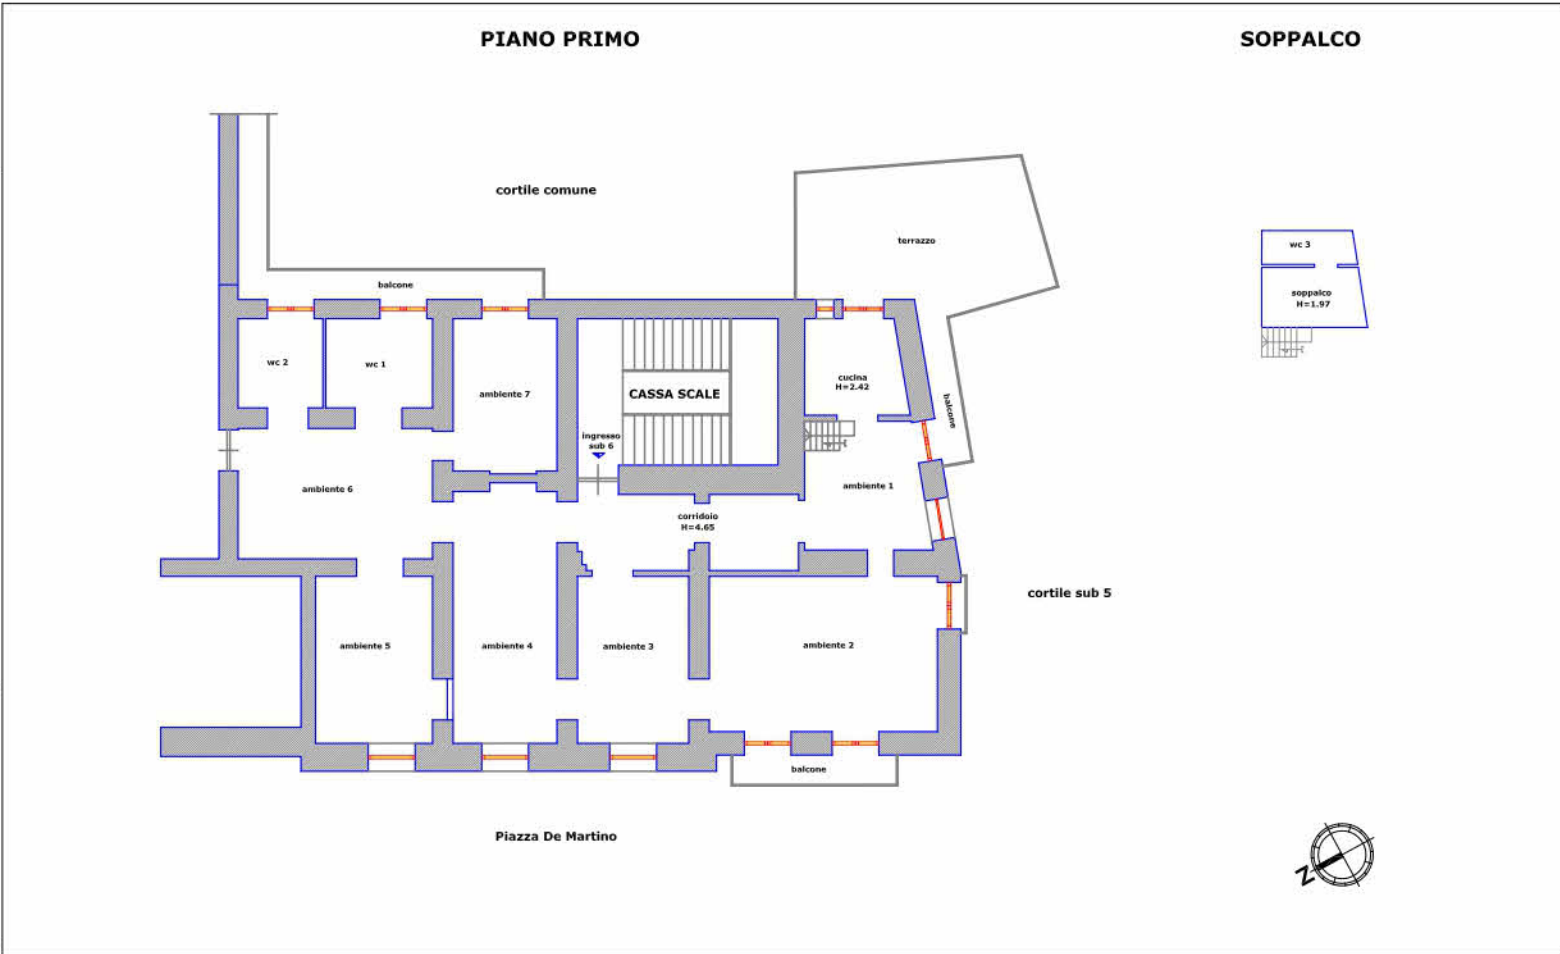 PIANO PRIMO
SOPPALCO
cortile comune
terrazzo
wc 3
balcone
soppalco
H=1.97
wc 2
wc 1
cucina
H=2.42
ambiente 7
CASSA SCALE
balcone
ingresso
sub 6
ambiente 6
ambiente 1
corridoio
H=4.65
cortile sub 5
ambiente 5
ambiente 4
ambiente 3
ambiente 2
balcone
Piazza De Martino
N